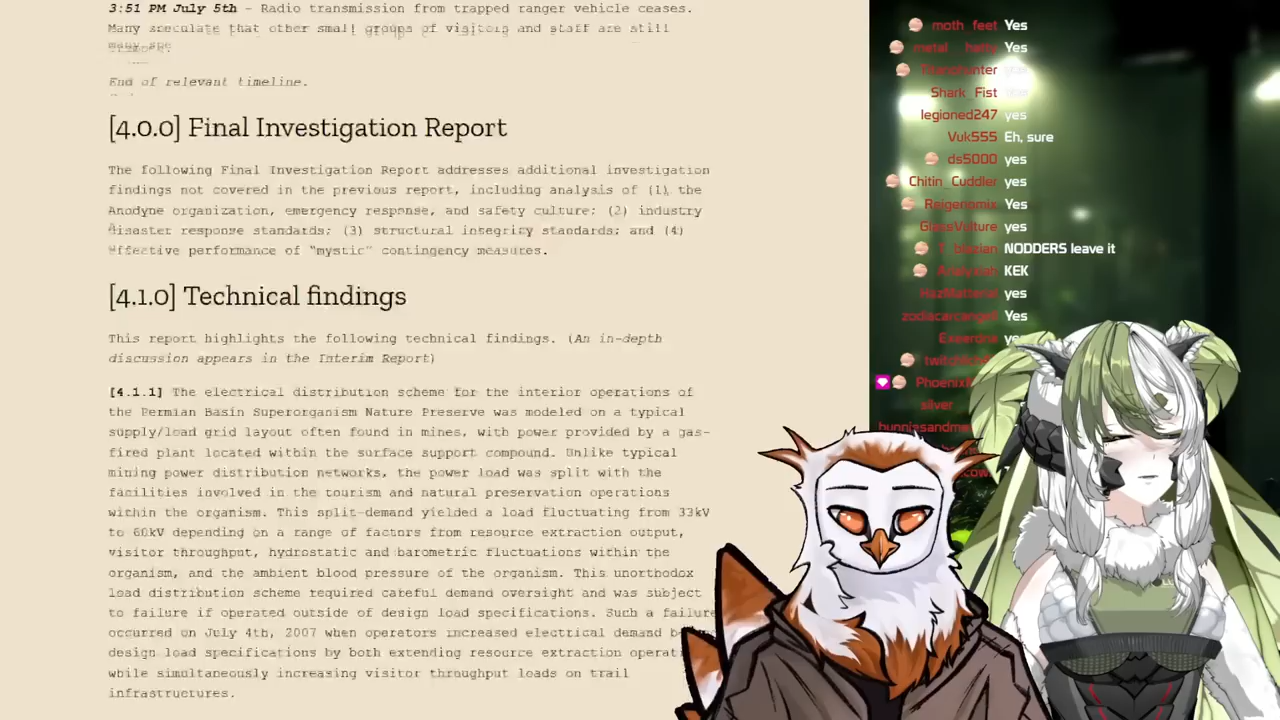 3:51 PM July 5th - Radio transmission from trapped ranger vehicle ceases.
Many speculate that other small groups of visitors and staff are still
End of relevant timeline.
[4.0.0] Final Investigation Report
The following Final Investigation Report addresses additional investigation
findings not covered in the previous report, including analysis of (1) the
Anodyne organization, emergency response, and safety culture; (2) industry
disaster response standards; (3) structural integrity standards; and (4)
effective performance of "mystic" contingency measures.
[4.1.0] Technical findings
This report highlights the following technical findings. (An in-depth
discussion appears in the Interim Report)
[4.1.1] The electrical distribution scheme for the interior operations of
the Permian Basin Superorganism Nature Preserve was modeled on a typical
supply/load grid layout often found in mines, with power provided by a gas-
fired plant located within the surface support compound. Unlike typical
mining power distribution networks, the power load was split with the
facilities involved in the tourism and natural preservation operations
within the organism. This split-demand yielded a load fluctuating from 33kV
to 60kV depending on a range of factors from resource extraction output,
visitor throughput, hydrostatic and barometric fluctuations within the
organism, and the ambient blood pressure of the organism. This unorthodox
load distribution scheme required careful demand oversight and was subject
to failure if operated outside of design load specifications. Such a failure
occurred on July 4th, 2007 when operators increased electrical demand
design load specifications by both extending resource extraction
while simultaneously increasing visitor throughput loads on trail
infrastructures.
moth feet Yes
metal hatty Yes
Shark Fist
legioned247 yes
Vuk555 Eh, sure
ds5000 yes
Chitin Cuddler yes
Reigerismix Yes
GlassVulture yes
NODDERS leave it
KEK
HazMatteral yes
zodiacarcangel Yes
Exeerdna
silver